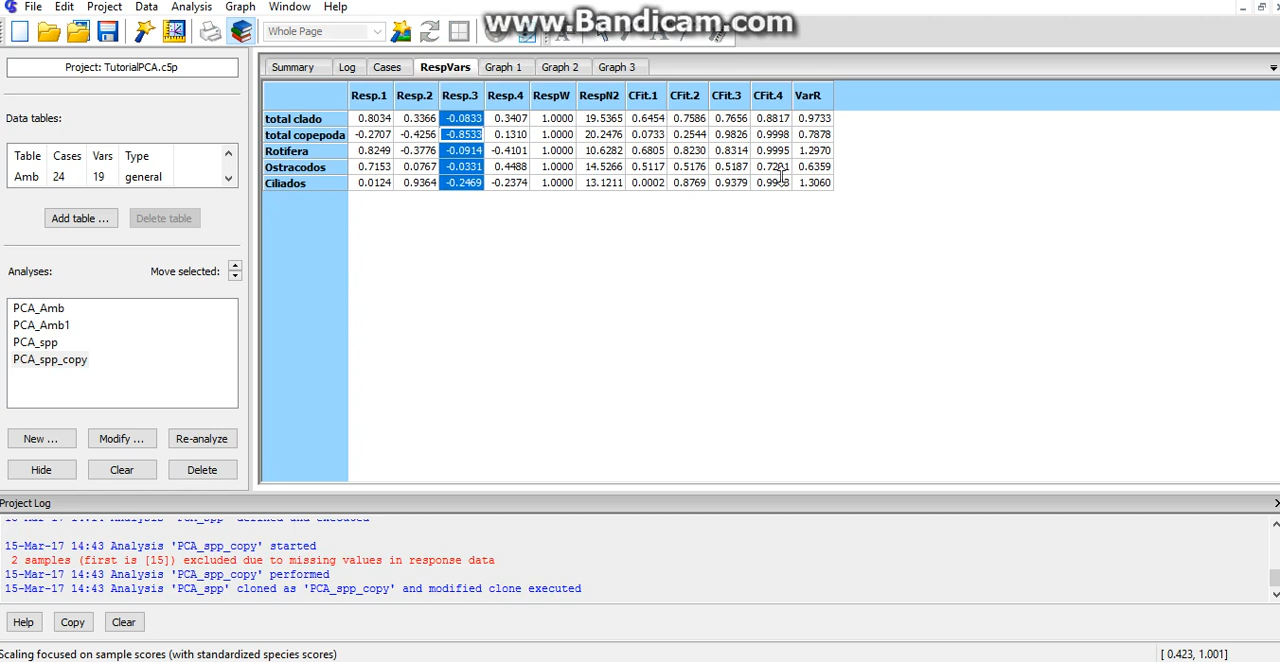 File Edit Project Data Analysis Graph Window Help
www.Bandicam.com
Whole Page
Project: TutorialPCA.c5p
Summary Log Cases RespVars Graph 1 Graph 2 Graph 3
Data tables:
Table Cases Vars Type
Amb 24 19 general
Add table ... Delete table
Analyses: Move selected:
PCA_Amb
PCA_Amb1
PCA_spp
PCA_spp_copy
New ... Modify ... Re-analyze
Hide Clear Delete
Resp.1 Resp.2 Resp.3 Resp.4 RespW RespN2 CFit.1 CFit.2 CFit.3 CFit.4 VarR
total clado 0.8034 0.3366 -0.0833 0.3407 1.0000 19.5365 0.6454 0.7586 0.7656 0.8817 0.9733
total copepoda -0.2707 -0.4256 -0.8533 0.1310 1.0000 20.2476 0.0733 0.2544 0.9826 0.9998 0.7878
Rotifera 0.8249 -0.3776 -0.0914 -0.4101 1.0000 10.6282 0.6805 0.8230 0.8314 0.9995 1.2970
Ostracodos 0.7153 0.0767 -0.0331 0.4488 1.0000 14.5266 0.5117 0.5176 0.5187 0.6359
Ciliados 0.0124 0.9364 -0.2469 -0.2374 1.0000 13.1211 0.0002 0.8769 0.9379 1.3060
Project Log
15-Mar-17 14:43 Analysis 'PCA_spp_copy' started
2 samples (first is [15]) excluded due to missing values in response data
15-Mar-17 14:43 Analysis 'PCA_spp_copy' performed
15-Mar-17 14:43 Analysis 'PCA_spp' cloned as 'PCA_spp_copy' and modified clone executed
Help Copy Clear
Scaling focused on sample scores (with standardized species scores) [ 0.423, 1.001]